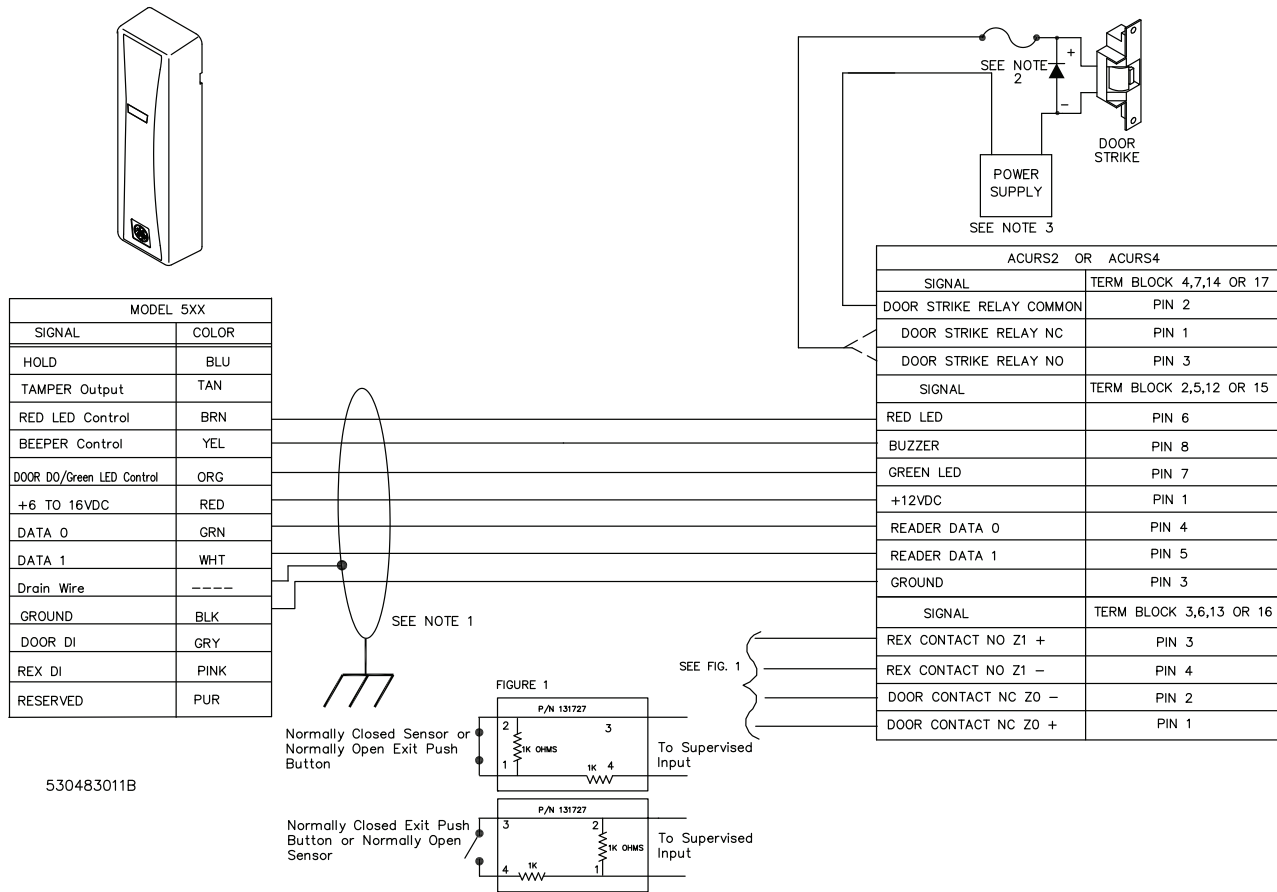 SEE NOTE
2
+
–
DOOR
STRIKE
POWER
SUPPLY
SEE NOTE 3
MODEL 5XX
SIGNAL COLOR
HOLD BLU
TAMPER Output TAN
RED LED Control BRN
BEEPER Control YEL
DOOR DO/Green LED Control ORG
+6 TO 16VDC RED
DATA 0 GRN
DATA 1 WHT
Drain Wire ----
GROUND BLK
DOOR DI GRY
REX DI PINK
RESERVED PUR
SEE NOTE 1
ACURS2 OR ACURS4
SIGNAL TERM BLOCK 4,7,14 OR 17
DOOR STRIKE RELAY COMMON PIN 2
DOOR STRIKE RELAY NC PIN 1
DOOR STRIKE RELAY NO PIN 3
SIGNAL TERM BLOCK 2,5,12 OR 15
RED LED PIN 6
BUZZER PIN 8
GREEN LED PIN 7
+12VDC PIN 1
READER DATA 0 PIN 4
READER DATA 1 PIN 5
GROUND PIN 3
SIGNAL TERM BLOCK 3,6,13 OR 16
REX CONTACT NO Z1 + PIN 3
REX CONTACT NO Z1 – PIN 4
DOOR CONTACT NC Z0 – PIN 2
DOOR CONTACT NC Z0 + PIN 1
SEE FIG. 1
FIGURE 1
P/N 131727
Normally Closed Sensor or
Normally Open Exit Push
Button
2
3
1K OHMS
1
1K 4
To Supervised
Input
530483011B
P/N 131727
Normally Closed Exit Push
Button or Normally Open
Sensor
3
2
1K OHMS
4 1K
1
To Supervised
Input